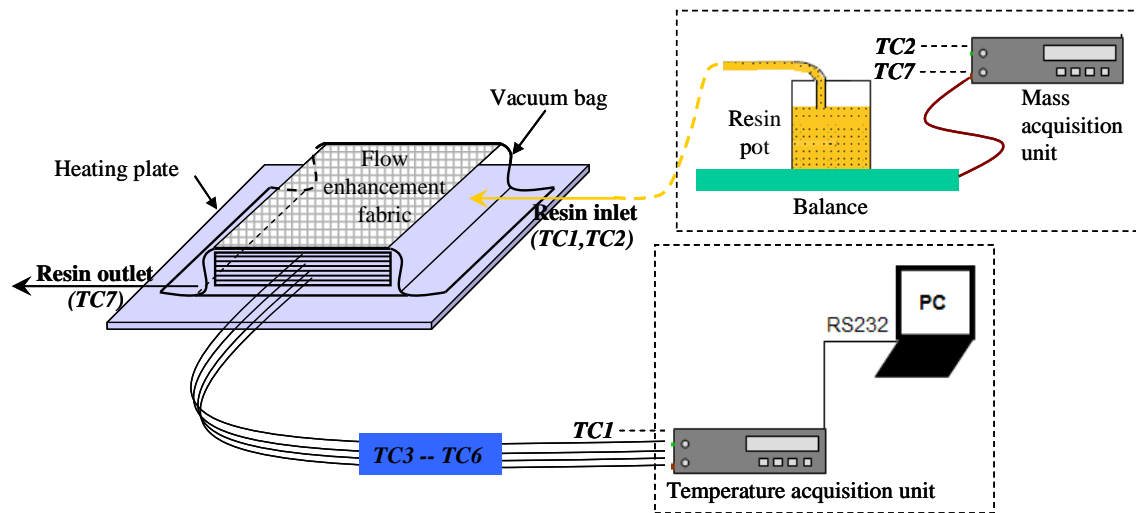 TC2
TC7
Mass
acquisition
unit
Resin
pot
Balance
Vacuum bag
Heating plate
Flow
enhancement
fabric
Resin inlet
(TC1,TC2)
Resin outlet
(TC7)
PC
RS232
TC1
TC3 -- TC6
Temperature acquisition unit